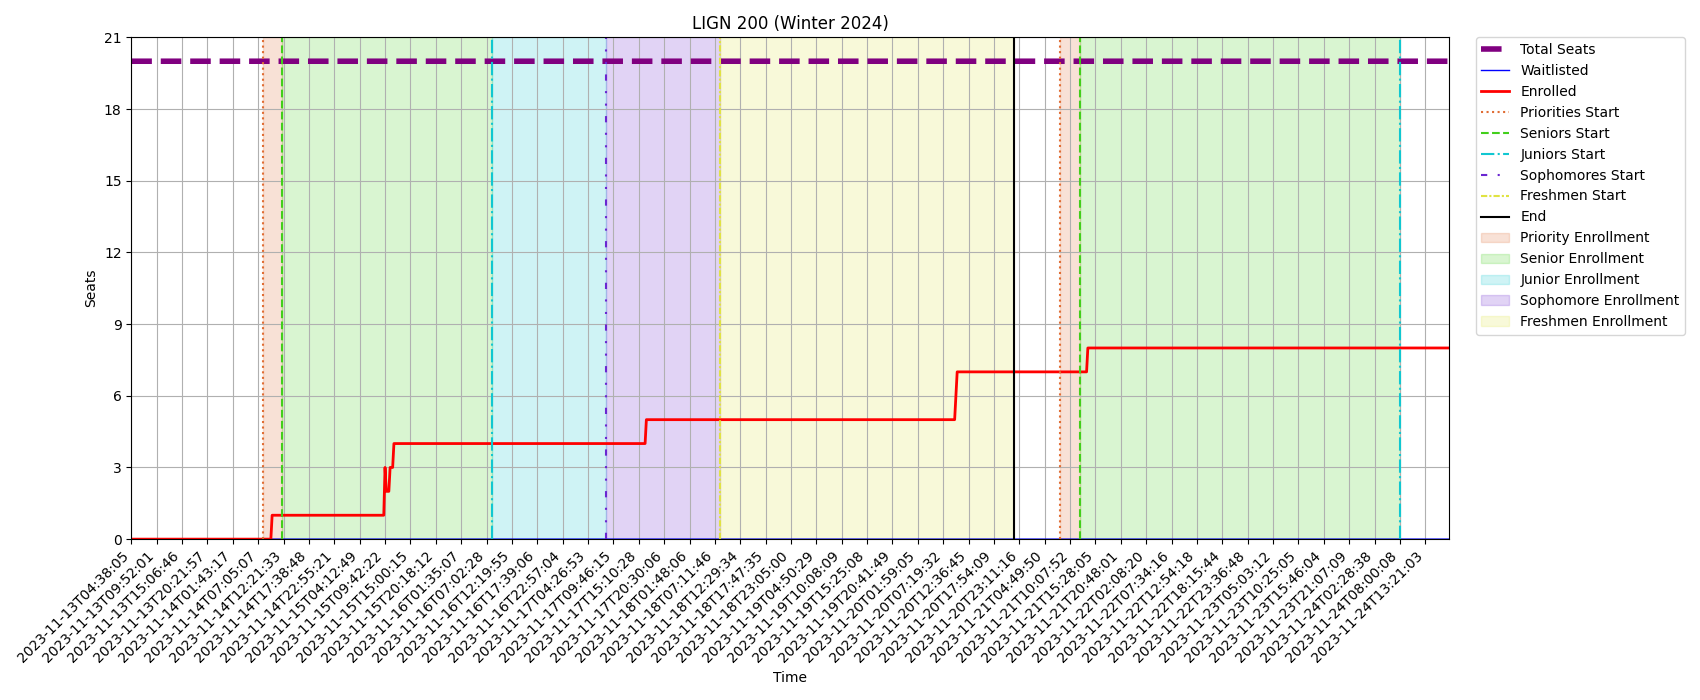 LIGN 200 (Winter 2024)
21
18
15
12
9
6
3
0
Seats
2023-11-13T04:38:05
2023-11-13T09:52:01
2023-11-13T15:06:46
2023-11-13T20:21:57
2023-11-14T01:43:17
2023-11-14T07:05:07
2023-11-14T12:21:33
2023-11-14T17:38:48
2023-11-14T22:55:21
2023-11-15T04:12:49
2023-11-15T09:42:22
2023-11-15T15:00:15
2023-11-15T20:18:12
2023-11-16T01:35:07
2023-11-16T07:02:28
2023-11-16T12:19:55
2023-11-16T17:39:06
2023-11-16T22:57:04
2023-11-17T04:26:53
2023-11-17T09:46:15
2023-11-17T15:10:28
2023-11-17T20:30:06
2023-11-18T01:48:06
2023-11-18T07:11:46
2023-11-18T12:29:34
2023-11-18T17:47:35
2023-11-18T23:05:00
2023-11-19T04:50:29
2023-11-19T10:08:09
2023-11-19T15:25:08
2023-11-19T20:41:49
2023-11-20T01:59:05
2023-11-20T07:19:32
2023-11-20T12:36:45
2023-11-20T17:54:09
2023-11-20T23:11:16
2023-11-21T04:49:50
2023-11-21T10:07:52
2023-11-21T15:28:05
2023-11-21T20:48:01
2023-11-22T02:08:20
2023-11-22T07:34:16
2023-11-22T12:54:18
2023-11-22T18:15:44
2023-11-22T23:36:48
2023-11-23T05:03:12
2023-11-23T10:25:05
2023-11-23T15:46:04
2023-11-23T21:07:09
2023-11-24T02:28:38
2023-11-24T08:00:08
2023-11-24T13:21:03
Time
Total Seats
Waitlisted
Enrolled
Priorities Start
Seniors Start
Juniors Start
Sophomores Start
Freshmen Start
End
Priority Enrollment
Senior Enrollment
Junior Enrollment
Sophomore Enrollment
Freshmen Enrollment